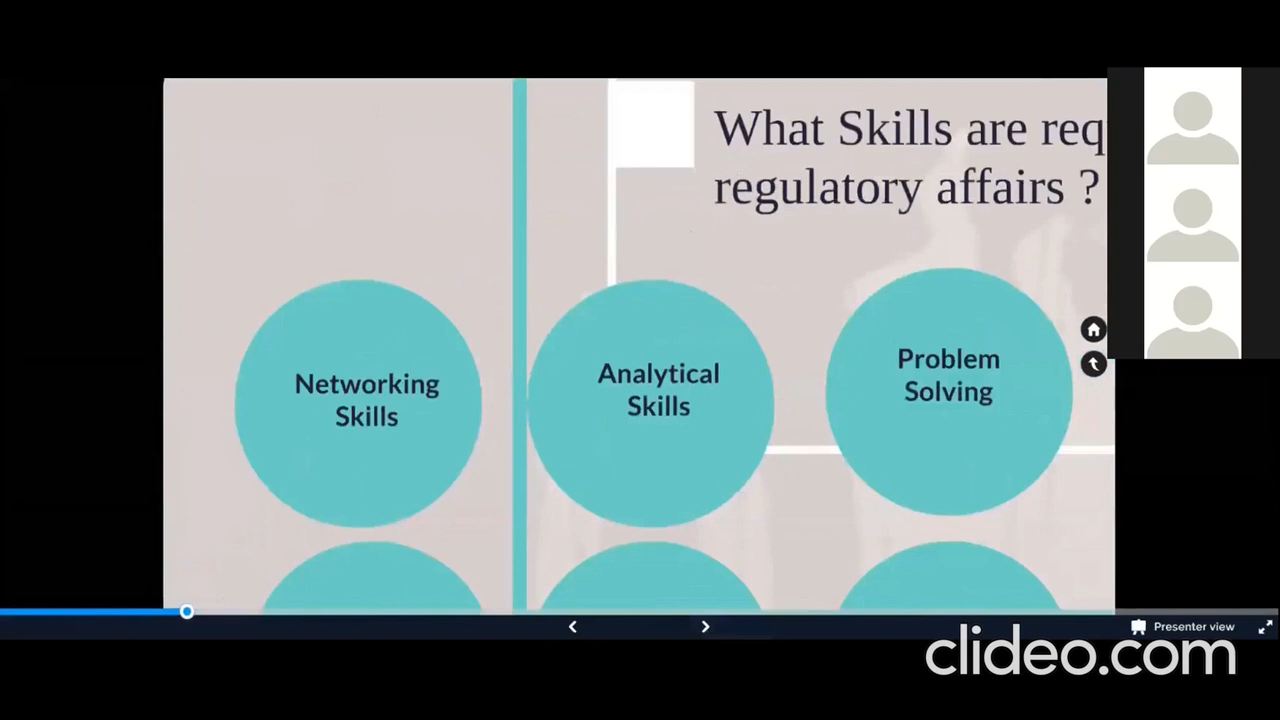 What Skills are req
regulatory affairs ?
Networking
Skills
Analytical
Skills
Problem
Solving
Presenter view
clideo.com